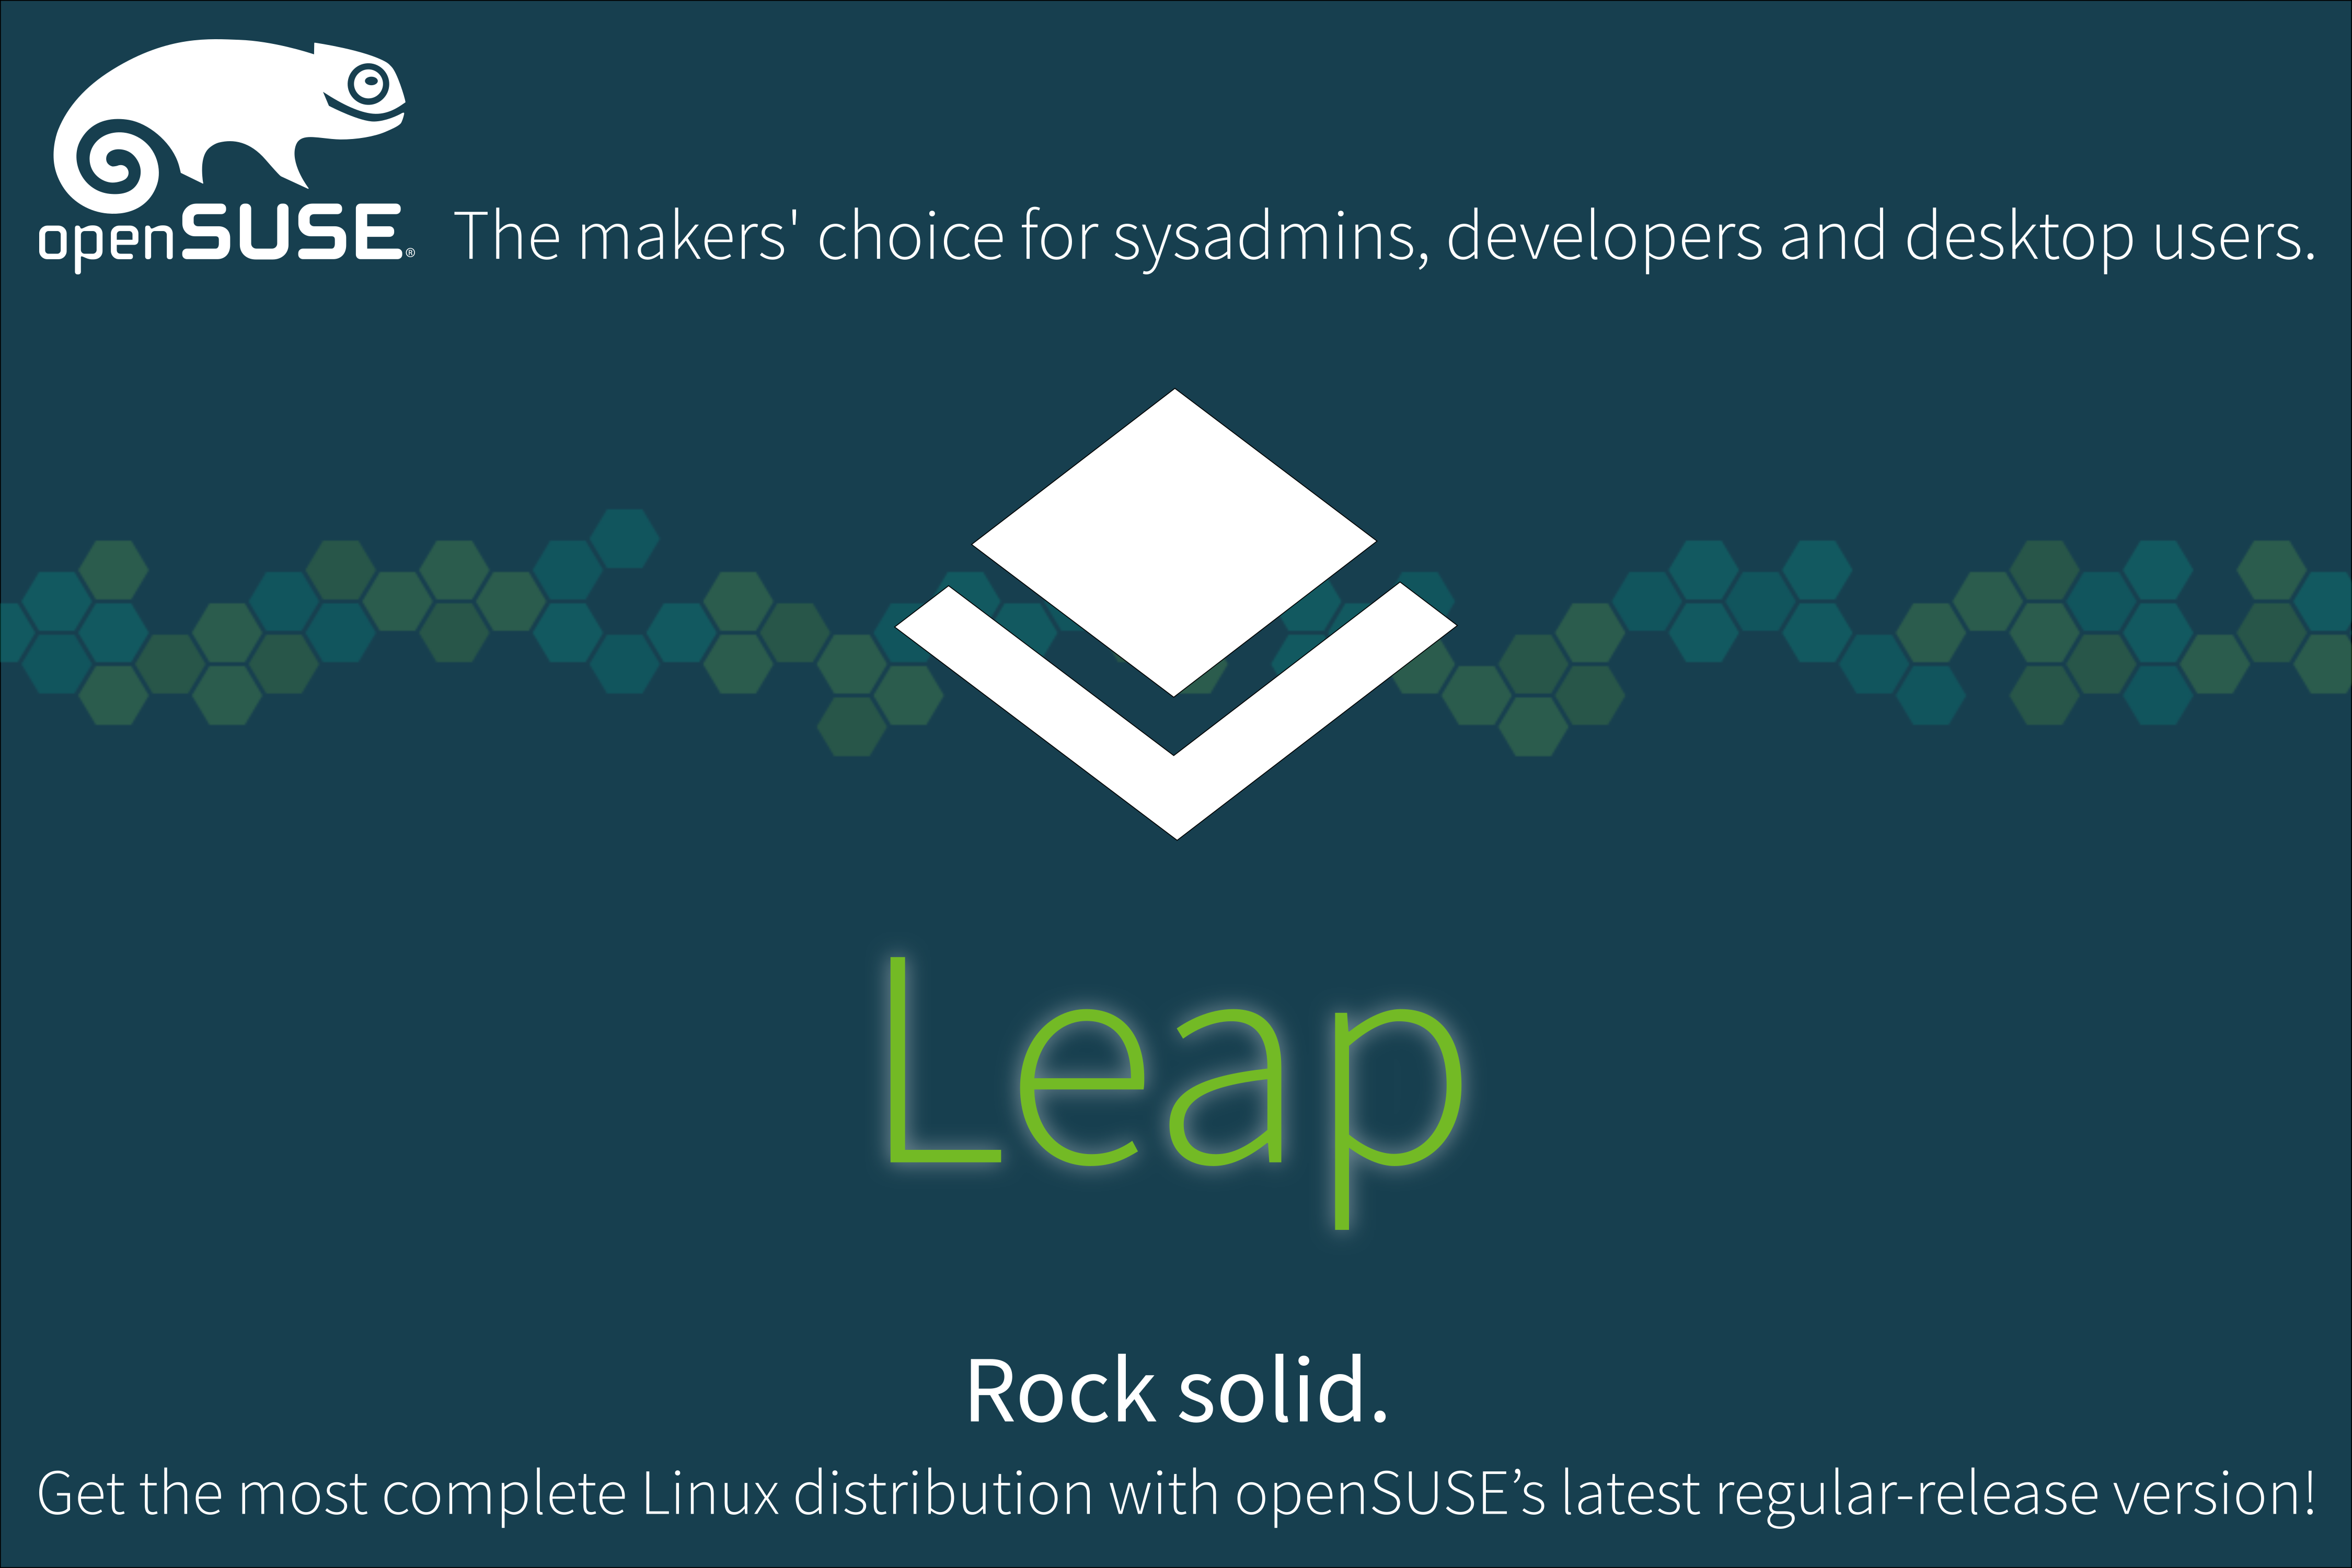 openSUSE®
The makers' choice for sysadmins, developers and desktop users.
Leap
Rock solid.
Get the most complete Linux distribution with openSUSE’s latest regular-release version!